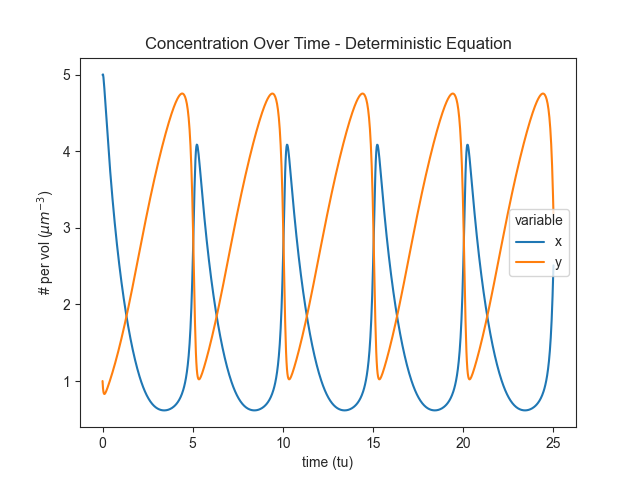 Concentration Over Time - Deterministic Equation
# per vol ($\mu m^{-3}$)
5
4
3
2
1
variable
x
y
0 5 10 15 20 25
time (tu)